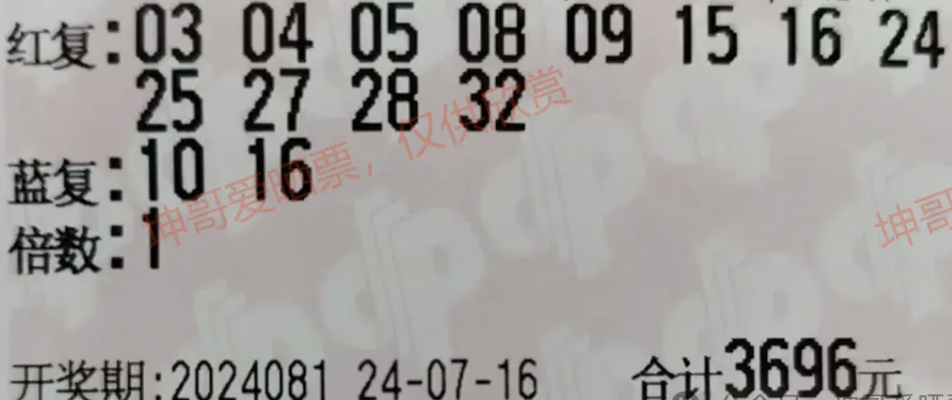 红复:03 04 05 08 09 15 16 24
25 27 28 32
蓝复:10 16
倍数:1
坤哥爱晒票，仅供欣赏
坤哥
开奖期:2024081 24-07-16
合计3696元